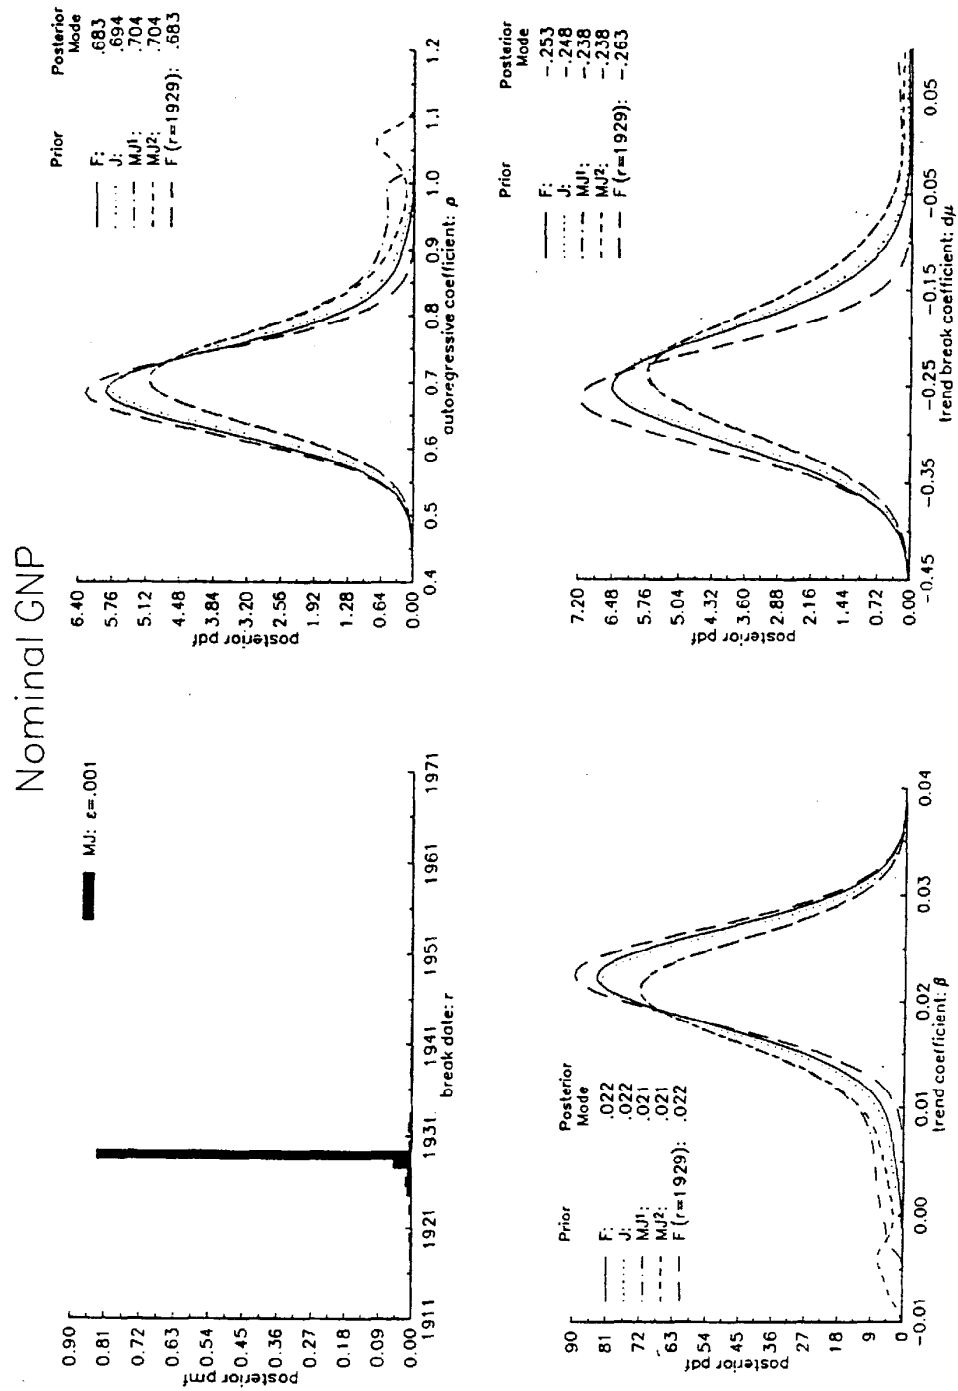 Nominal GNP
MJ: ε=.001
0.90
0.81
0.72
0.63
0.54
0.45
0.36
0.27
0.18
0.09
0.00
posterior pmf
1911 1921 1931 1941 1951 1961 1971
break date: r
Prior Posterior Mode
F: .683
J: .694
MJ¹: .704
MJ²: .704
F (r=1929): .683
6.40
5.76
5.12
4.48
3.84
3.20
2.56
1.92
1.28
0.64
0.00
posterior pdf
0.4 0.5 0.6 0.7 0.8 0.9 1.0 1.1 1.2
autoregressive coefficient: ρ
Prior Posterior Mode
F: .022
J: .022
MJ¹: .021
MJ²: .021
F (r=1929): .022
90
81
72
63
54
45
36
27
18
9
0
posterior pdf
-0.01 0.00 0.01 0.02 0.03 0.04
trend coefficient: β
Prior Posterior Mode
F: -.253
J: -.248
MJ¹: -.238
MJ²: -.238
F (r=1929): -.263
7.20
6.48
5.76
5.04
4.32
3.60
2.88
2.16
1.44
0.72
0.00
posterior pdf
-0.45 -0.35 -0.25 -0.15 -0.05 0.05
trend break coefficient: dμ